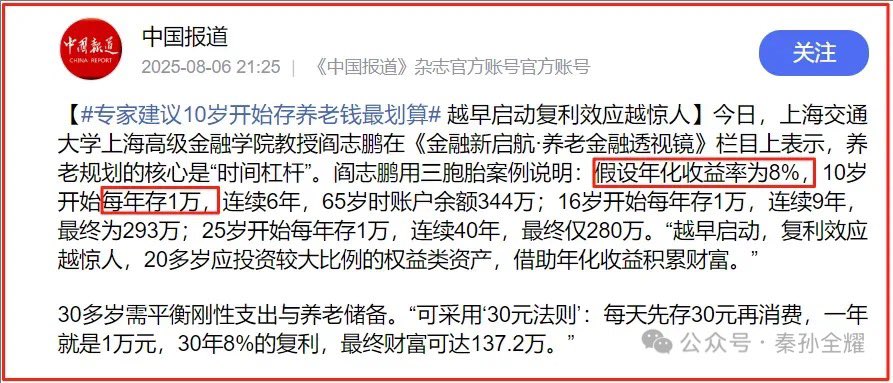 中国报道
CHINA REPORT
中国报道
2025-08-06 21:25 | 《中国报道》杂志官方账号官方账号
关注
【#专家建议10岁开始存养老钱最划算# 越早启动复利效应越惊人】今日，上海交通
大学上海高级金融学院教授阎志鹏在《金融新启航·养老金融透视镜》栏目上表示，养
老规划的核心是“时间杠杆”。阎志鹏用三胞胎案例说明：假设年化收益率为8%，10岁
开始每年存1万，连续6年，65岁时账户余额344万；16岁开始每年存1万，连续9年，
最终为293万；25岁开始每年存1万，连续40年，最终仅280万。“越早启动，复利效应
越惊人，20多岁应投资较大比例的权益类资产，借助年化收益积累财富。”
30多岁需平衡刚性支出与养老储备。“可采用‘30元法则’：每天先存30元再消费，一年
就是1万元，30年8%的复利，最终财富可达137.2万。”
公众号·秦孙全耀